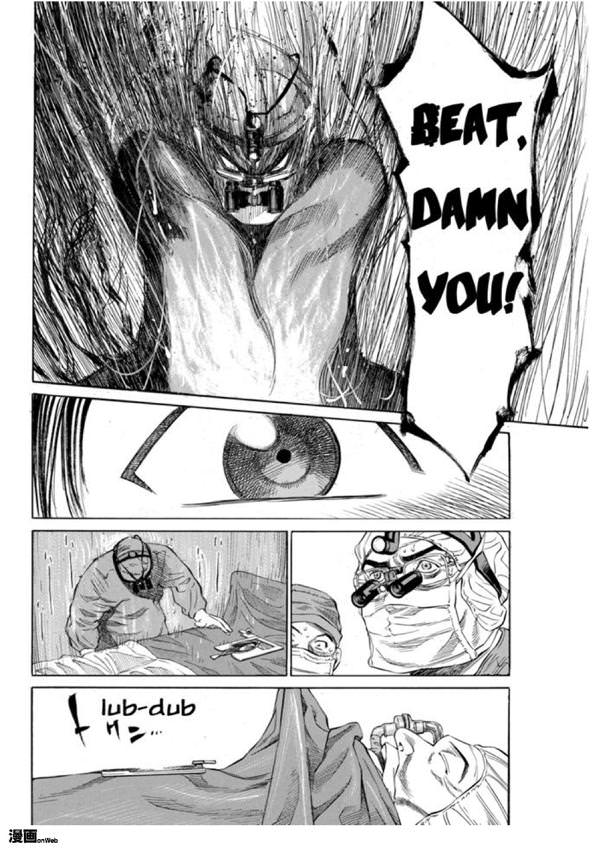 BEAT,
DAMN
YOU!
lub-dub
ドクン…
漫画onWeb